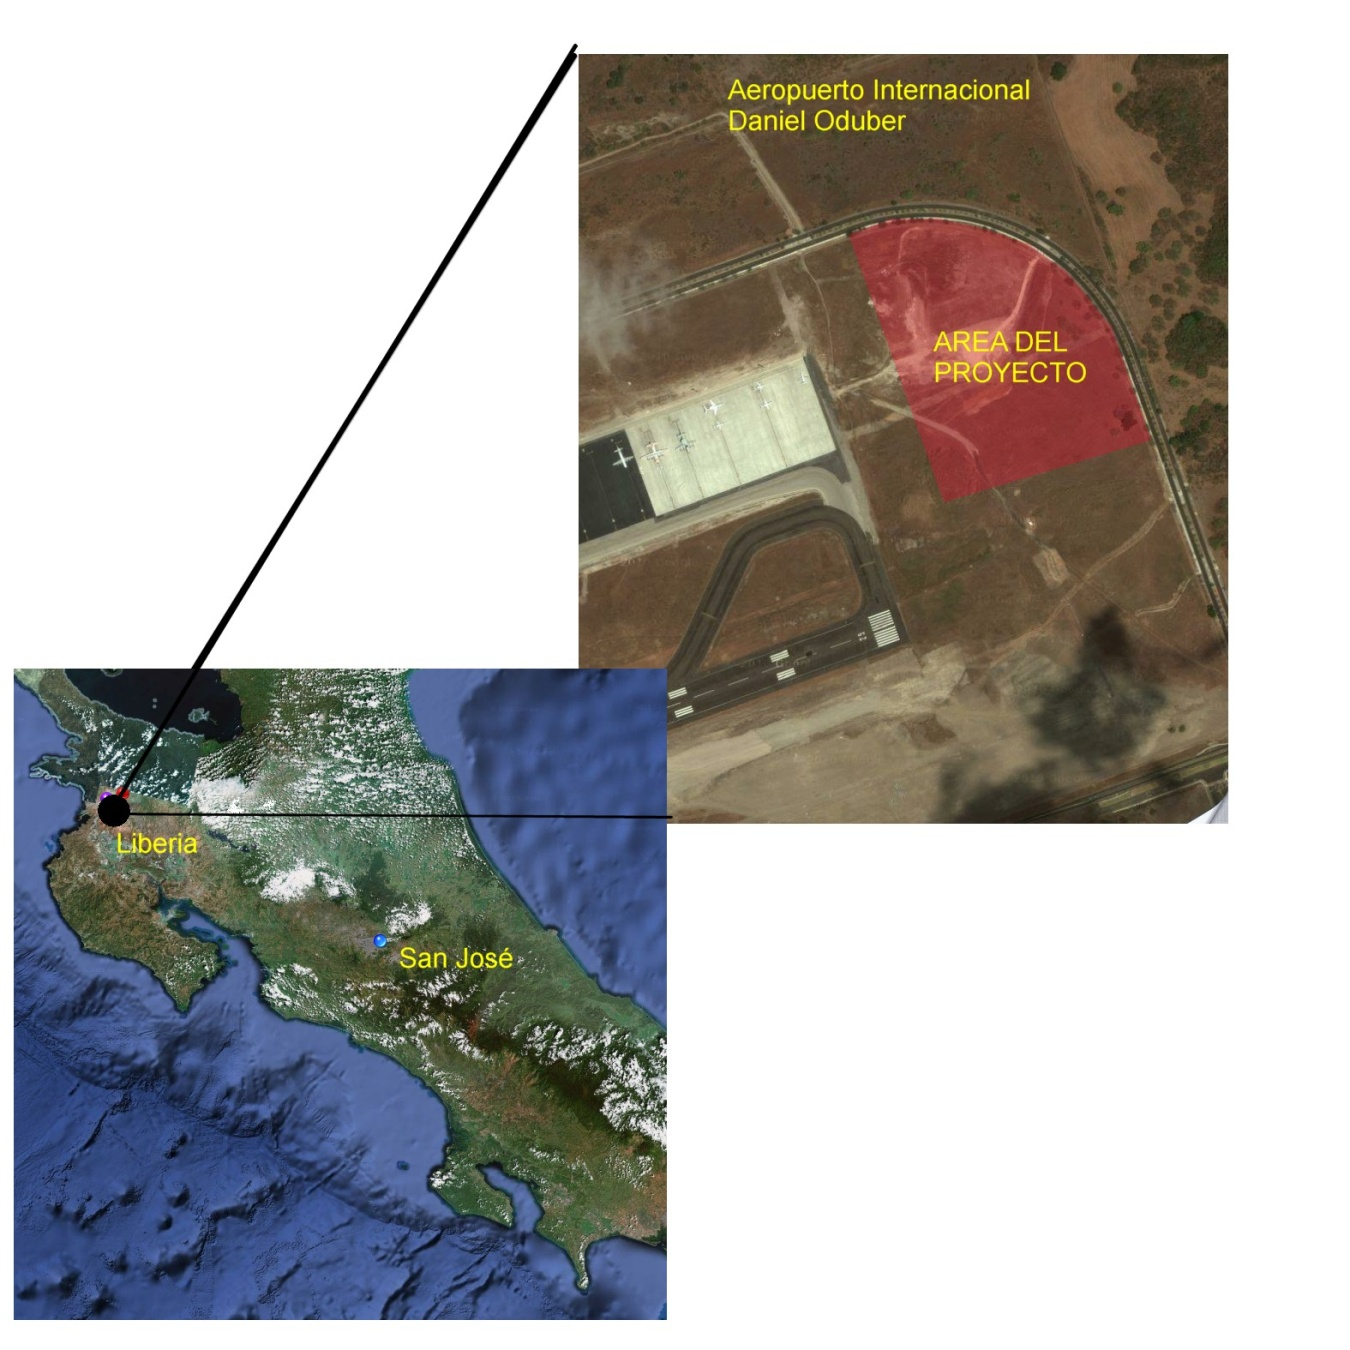 Aeropuerto Internacional
Daniel Oduber
AREA DEL
PROYECTO
Liberia
San José